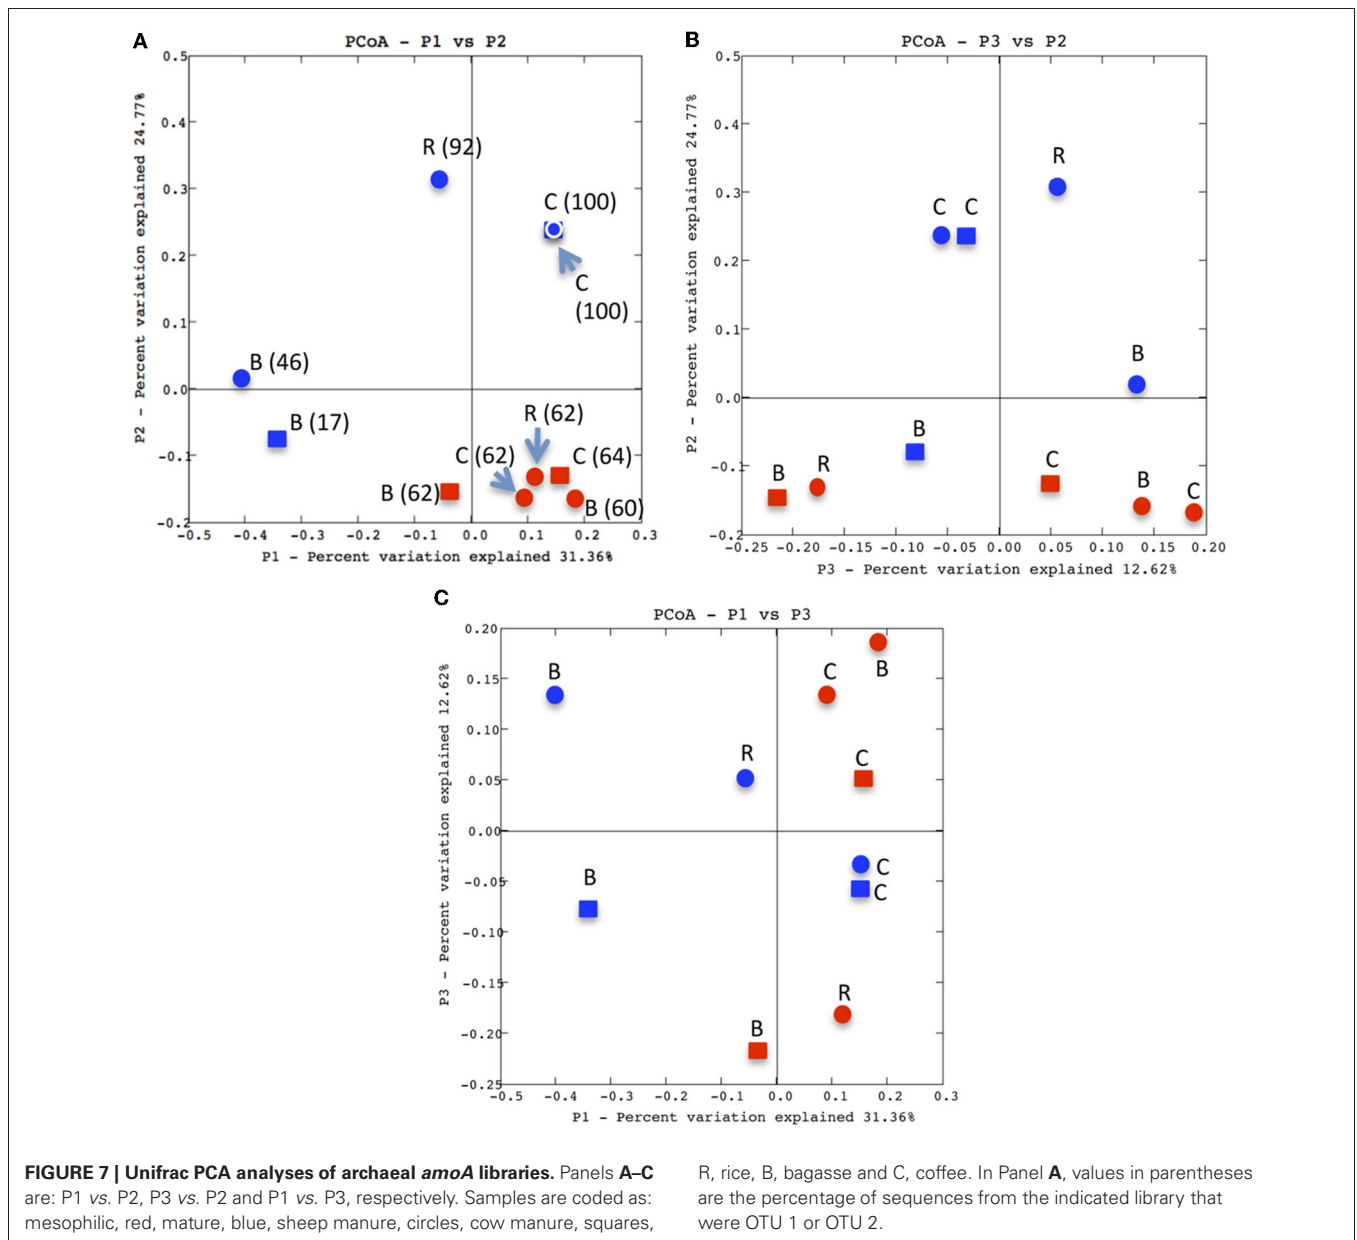 A
PCoA - P1 vs P2
P2 - Percent variation explained 24.77%
0.5
0.4
0.3
0.2
0.1
0.0
-0.1
-0.2
R (92)
C (100)
C
(100)
B (46)
B (17)
R (62)
C (62)
C (64)
B (62)
B (60)
-0.5 -0.4 -0.3 -0.2 -0.1 0.0 0.1 0.2 0.3
P1 - Percent variation explained 31.36%
B
PCoA - P3 vs P2
P2 - Percent variation explained 24.77%
0.5
0.4
0.3
0.2
0.1
0.0
-0.1
-0.2
R
C C
B
B
B R
C
B
C
-0.25 -0.20 -0.15 -0.10 -0.05 0.00 0.05 0.10 0.15 0.20
P3 - Percent variation explained 12.62%
C
PCoA - P1 vs P3
P3 - Percent variation explained 12.62%
0.20
0.15
0.10
0.05
0.00
-0.05
-0.10
-0.15
-0.20
-0.25
B
C
B
R
C
C
B
C
R
B
-0.5 -0.4 -0.3 -0.2 -0.1 0.0 0.1 0.2 0.3
P1 - Percent variation explained 31.36%
FIGURE 7 | Unifrac PCA analyses of archaeal amoA libraries. Panels A–C
are: P1 vs. P2, P3 vs. P2 and P1 vs. P3, respectively. Samples are coded as:
mesophilic, red, mature, blue, sheep manure, circles, cow manure, squares,
R, rice, B, bagasse and C, coffee. In Panel A, values in parentheses
are the percentage of sequences from the indicated library that
were OTU 1 or OTU 2.